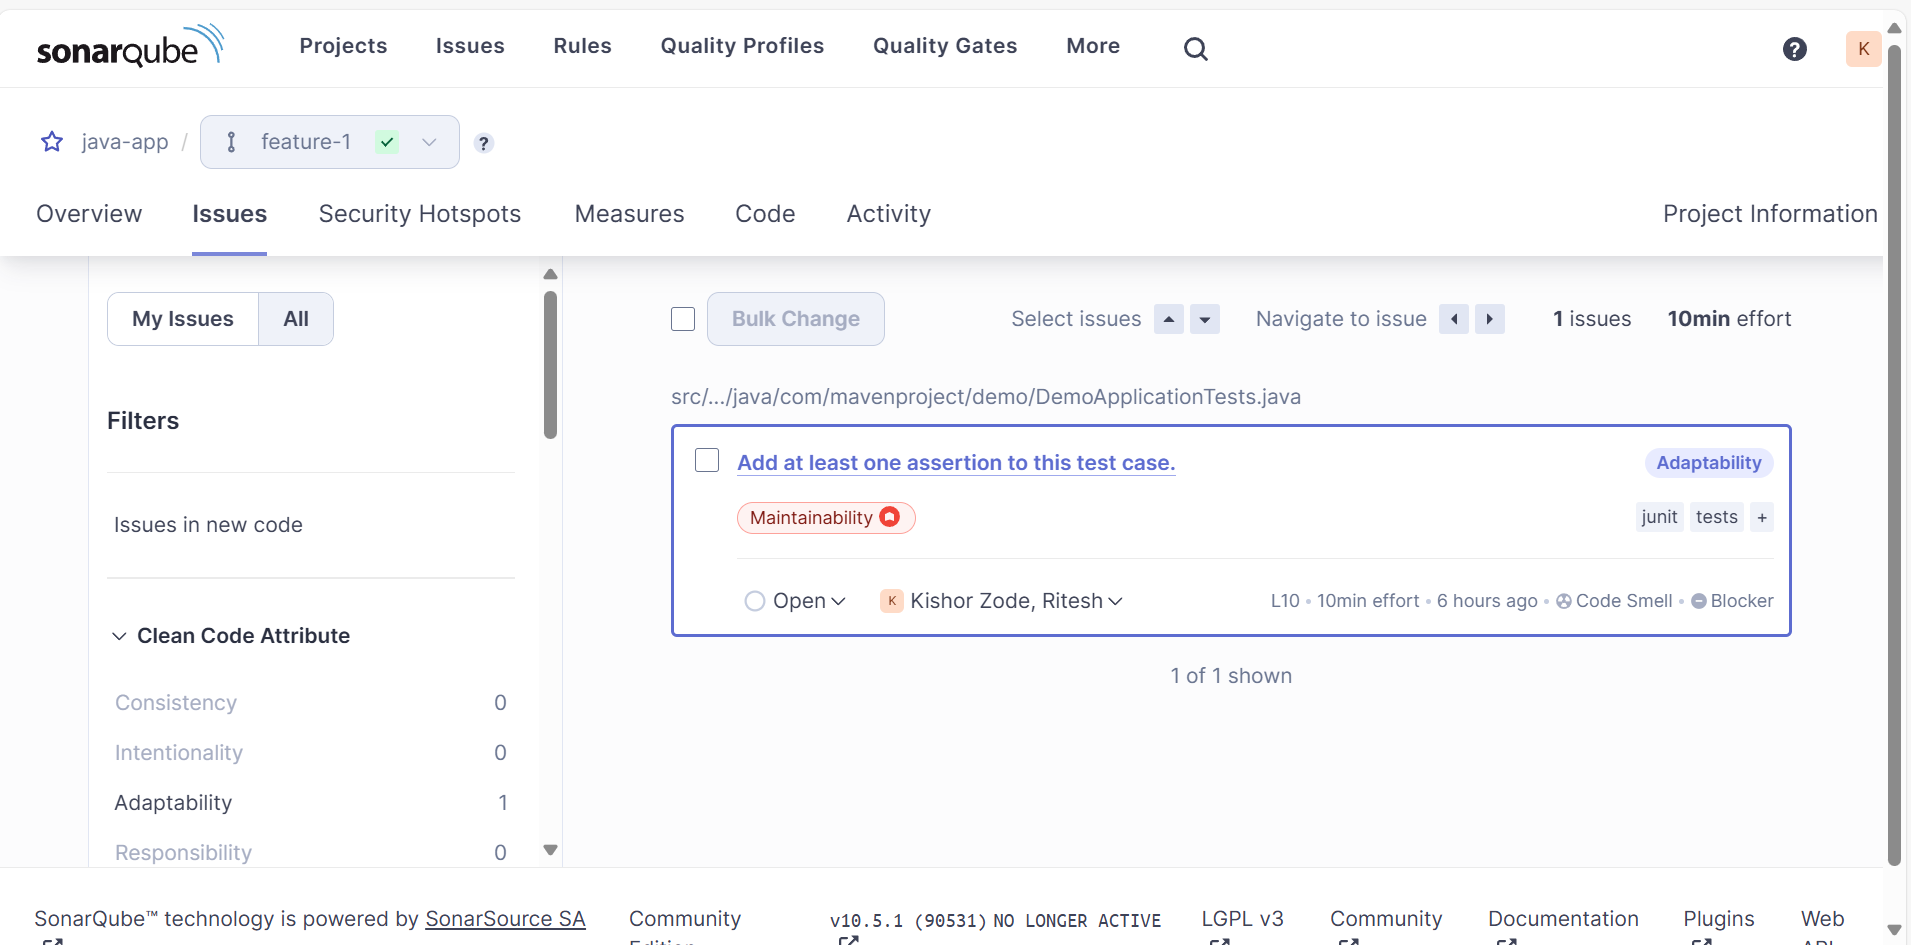 sonarqube Projects Issues Rules Quality Profiles Quality Gates More ? K
java-app / feature-1 ?
Overview Issues Security Hotspots Measures Code Activity Project Information
My Issues All
Bulk Change Select issues Navigate to issue 1 issues 10min effort
Filters
Issues in new code
Clean Code Attribute
Consistency 0
Intentionality 0
Adaptability 1
Responsibility 0
src/.../java/com/mavenproject/demo/DemoApplicationTests.java
Add at least one assertion to this test case. Adaptability
Maintainability junit tests +
Open K Kishor Zode, Ritesh L10 • 10min effort • 6 hours ago • Code Smell • Blocker
1 of 1 shown
SonarQube™ technology is powered by SonarSource SA Community v10.5.1 (90531) NO LONGER ACTIVE LGPL v3 Community Documentation Plugins Web
Edition API